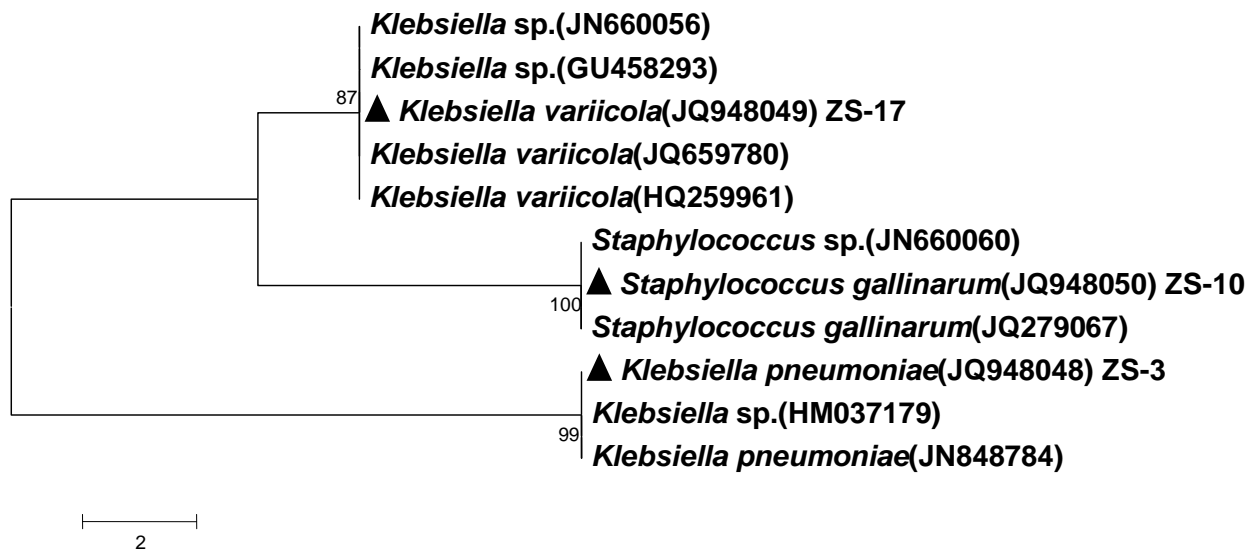 Klebsiella sp.(JN660056)
Klebsiella sp.(GU458293)
87
▲ Klebsiella variicola(JQ948049) ZS-17
Klebsiella variicola(JQ659780)
Klebsiella variicola(HQ259961)
Staphylococcus sp.(JN660060)
▲ Staphylococcus gallinarum(JQ948050) ZS-10
100
Staphylococcus gallinarum(JQ279067)
▲ Klebsiella pneumoniae(JQ948048) ZS-3
Klebsiella sp.(HM037179)
99
Klebsiella pneumoniae(JN848784)
2